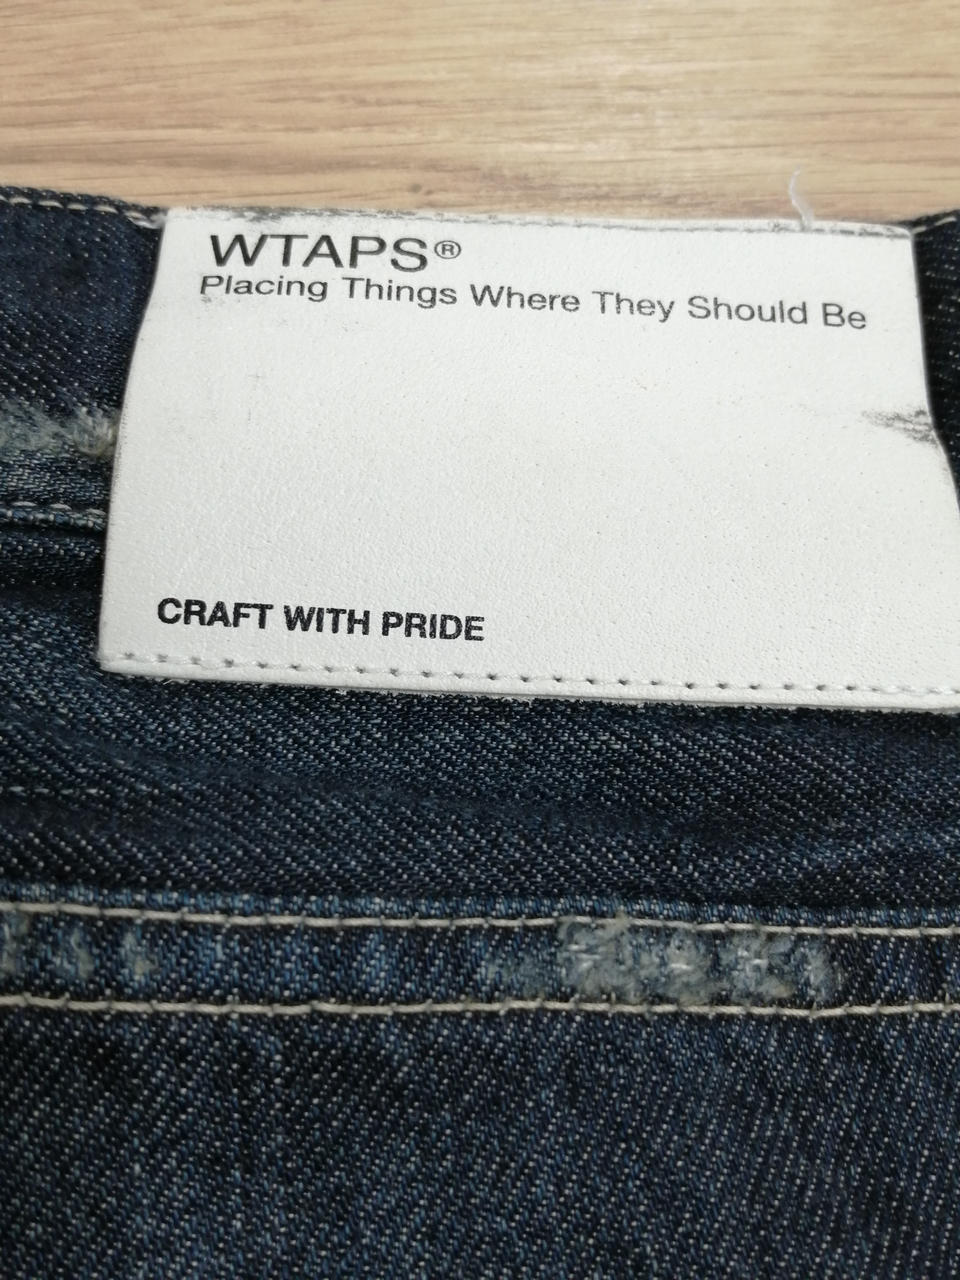 WTAPS®
Placing Things Where They Should Be
CRAFT WITH PRIDE